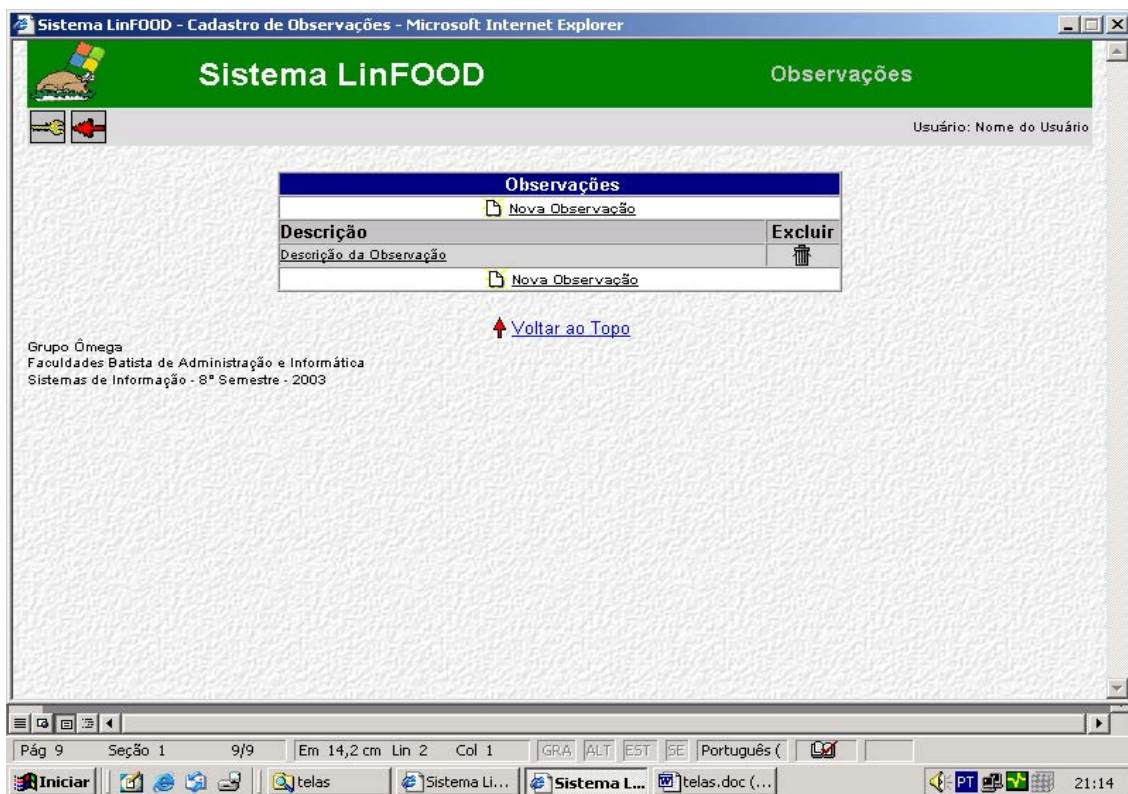 Sistema LinFOOD - Cadastro de Observações - Microsoft Internet Explorer
Sistema LinFOOD Observações
Usuário: Nome do Usuário
Observações
Nova Observação
Descrição Excluir
Descrição da Observação
Nova Observação
Voltar ao Topo
Grupo Ômega
Faculdades Batista de Administração e Informática
Sistemas de Informação - 8º Semestre - 2003
Pág 9 Seção 1 9/9 Em 14,2 cm Lin 2 Col 1 GRA ALT EST SE Português (
Iniciar telas Sistema Li... Sistema L... telas.doc (... PT 21:14